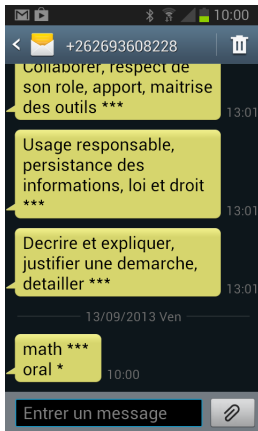 10:00
+262693608228
Collaborer, respect de
son role, apport, maitrise
des outils ***
13:01
Usage responsable,
persistance des
informations, loi et droit
***
13:01
Decrire et expliquer,
justifier une demarche,
detailler ***
13:01
13/09/2013 Ven
math ***
oral *
10:00
Entrer un message